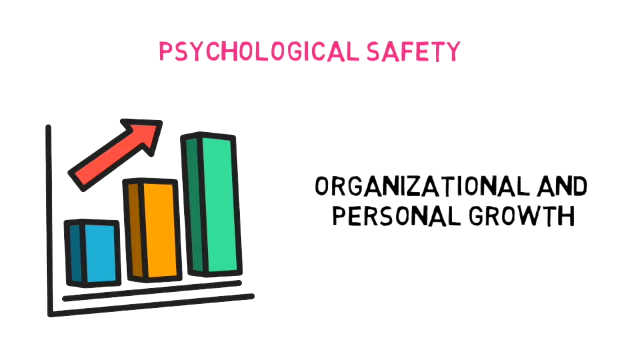 PSYCHOLOGICAL SAFETY
ORGANIZATIONAL AND
PERSONAL GROWTH